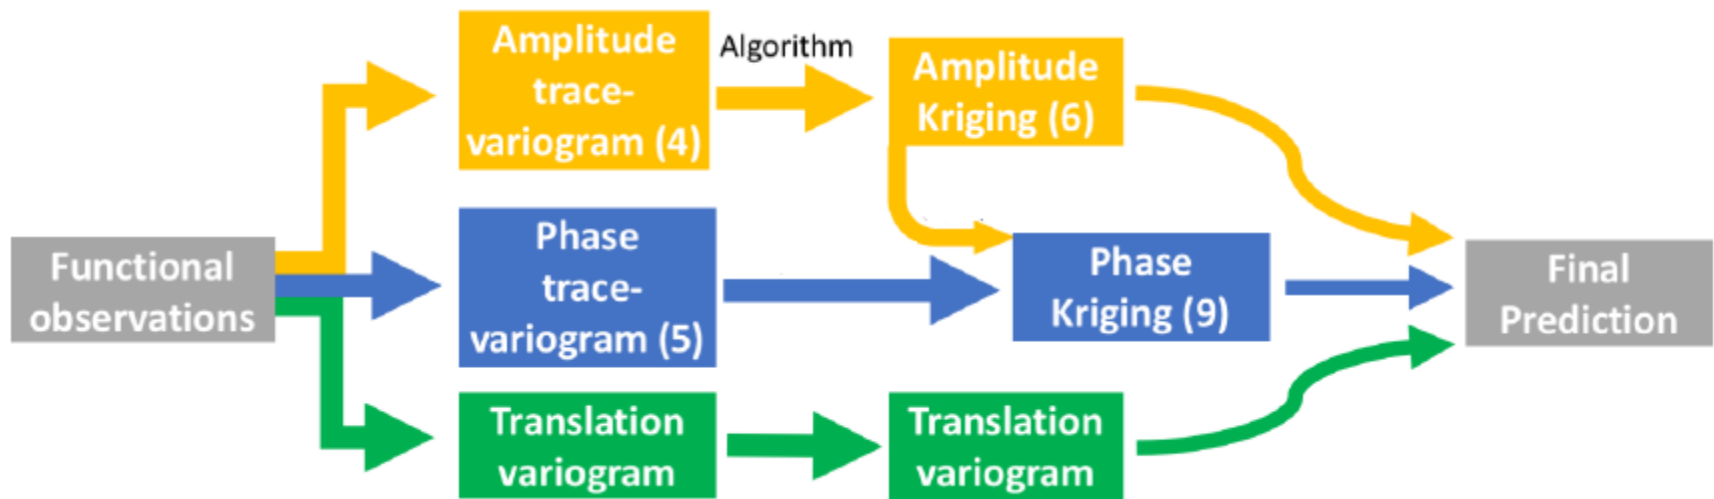 Functional
observations
Amplitude
trace-
variogram (4)
Algorithm
Amplitude
Kriging (6)
Phase
trace-
variogram (5)
Phase
Kriging (9)
Translation
variogram
Translation
variogram
Final
Prediction